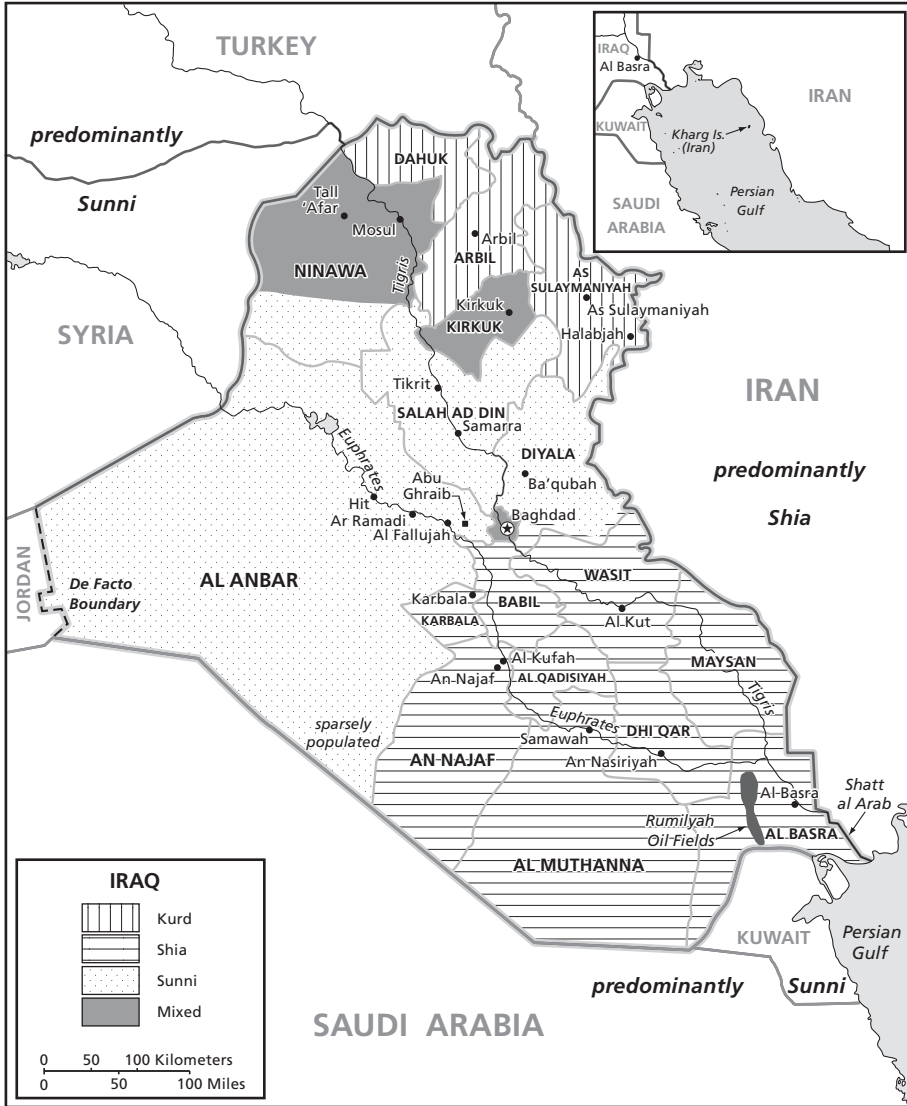 TURKEY
predominantly
Sunni
SYRIA
JORDAN
De Facto
Boundary
IRAN
predominantly
Shia
SAUDI ARABIA
predominantly
Sunni
KUWAIT
Persian
Gulf
Shatt
al Arab
DAHUK
Tall
'Afar
Mosul
NINAWA
Tigris
Arbil
ARBIL
AS
SULAYMANIYAH
As Sulaymaniyah
Halabjah
Kirkuk
KIRKUK
Tikrit
SALAH AD DIN
Samarra
DIYALA
Ba'qubah
Euphrates
Abu
Ghraib
Hit
Ar Ramadi
Al Fallujah
Baghdad
AL ANBAR
WASIT
Karbala
KARBALA
BABIL
Al Kut
Al Kufah
An Najaf
AL QADISIYAH
MAYSAN
Tigris
sparsely
populated
Euphrates
Samawah
DHI QAR
An Nasiriyah
AN NAJAF
Al Basra
Rumilyah
Oil Fields
AL BASRA
AL MUTHANNA
IRAQ
Al Basra
IRAN
KUWAIT
Kharg Is.
(Iran)
SAUDI
ARABIA
Persian
Gulf
IRAQ
Kurd
Shia
Sunni
Mixed
0 50 100 Kilometers
0 50 100 Miles